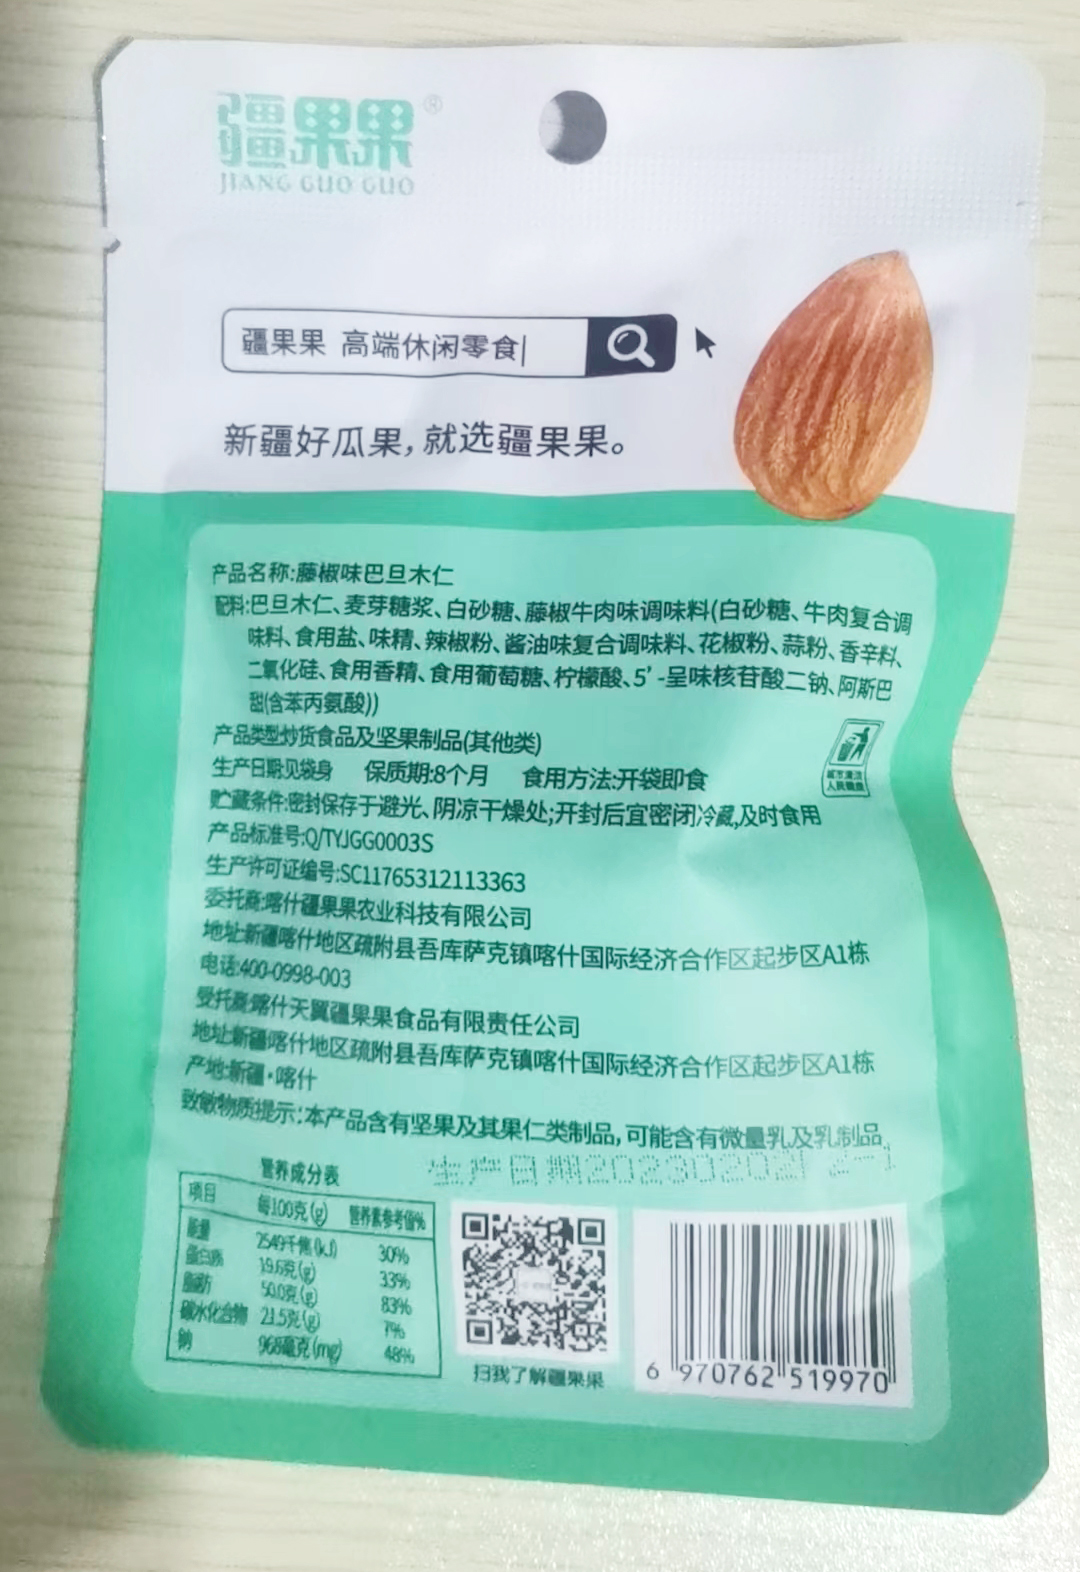 疆果果®
JIANG GUO GUO
疆果果 高端休闲零食
新疆好瓜果，就选疆果果。
产品名称:藤椒味巴旦木仁
配料:巴旦木仁、麦芽糖浆、白砂糖、藤椒牛肉味调味料(白砂糖、牛肉复合调
味料、食用盐、味精、辣椒粉、酱油味复合调味料、花椒粉、蒜粉、香辛料、
二氧化硅、食用香精、食用葡萄糖、柠檬酸、5'-呈味核苷酸二钠、阿斯巴
甜(含苯丙氨酸))
产品类型:炒货食品及坚果制品(其他类)
生产日期:见袋身 保质期:8个月 食用方法:开袋即食
贮藏条件:密封保存于避光、阴凉干燥处;开封后宜密闭冷藏,及时食用
产品标准号:Q/TYJGG0003S
生产许可证编号:SC11765312113363
委托商:喀什疆果果农业科技有限公司
地址:新疆喀什地区疏附县吾库萨克镇喀什国际经济合作区起步区A1栋
电话:400-0998-003
受托商:喀什天翼疆果果食品有限责任公司
地址:新疆喀什地区疏附县吾库萨克镇喀什国际经济合作区起步区A1栋
产地:新疆·喀什
致敏物质提示:本产品含有坚果及其果仁类制品,可能含有微量乳及乳制品。
生产日期20230202
营养成分表
项目 每100克(g) 营养素参考值%
能量 2549千焦(kJ) 30%
蛋白质 19.6克(g) 33%
脂肪 50.0克(g) 83%
碳水化合物 21.5克(g) 7%
钠 968毫克(mg) 48%
扫我了解疆果果
6 970762 519970